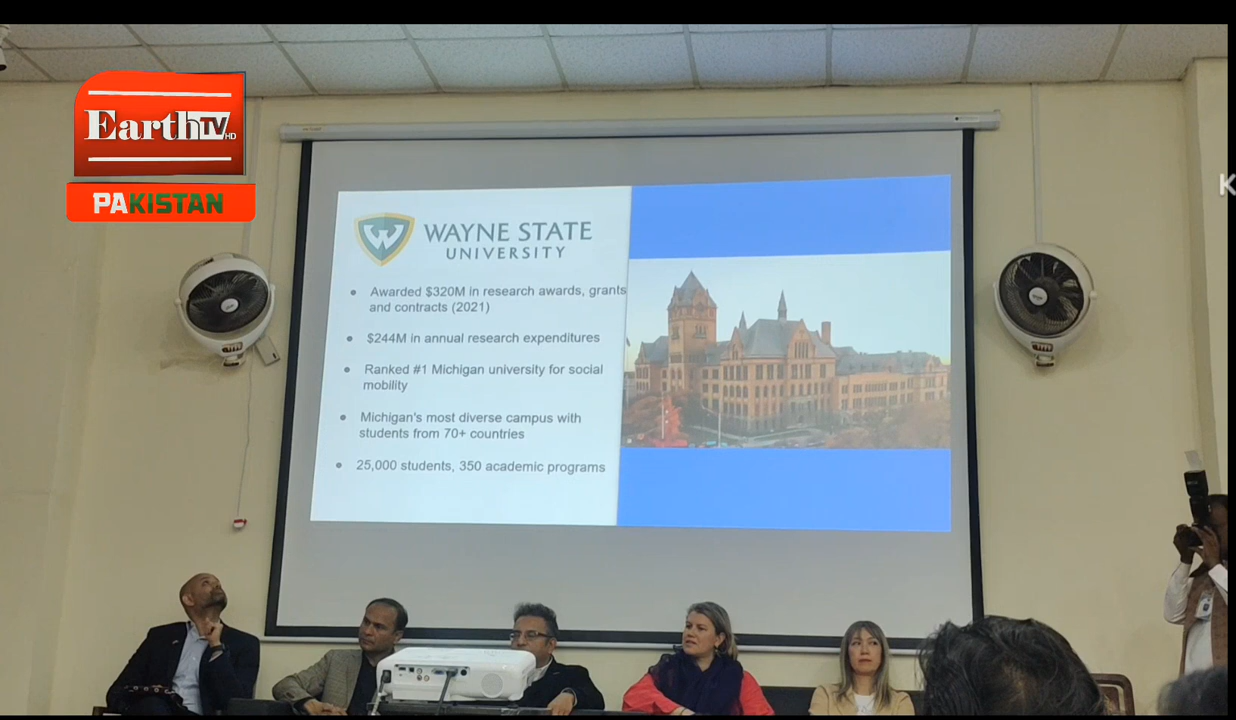 Earth TV HD
PAKISTAN
WAYNE STATE
UNIVERSITY
• Awarded $320M in research awards, grants
and contracts (2021)
• $244M in annual research expenditures
• Ranked #1 Michigan university for social
mobility
• Michigan's most diverse campus with
students from 70+ countries
• 25,000 students, 350 academic programs
K